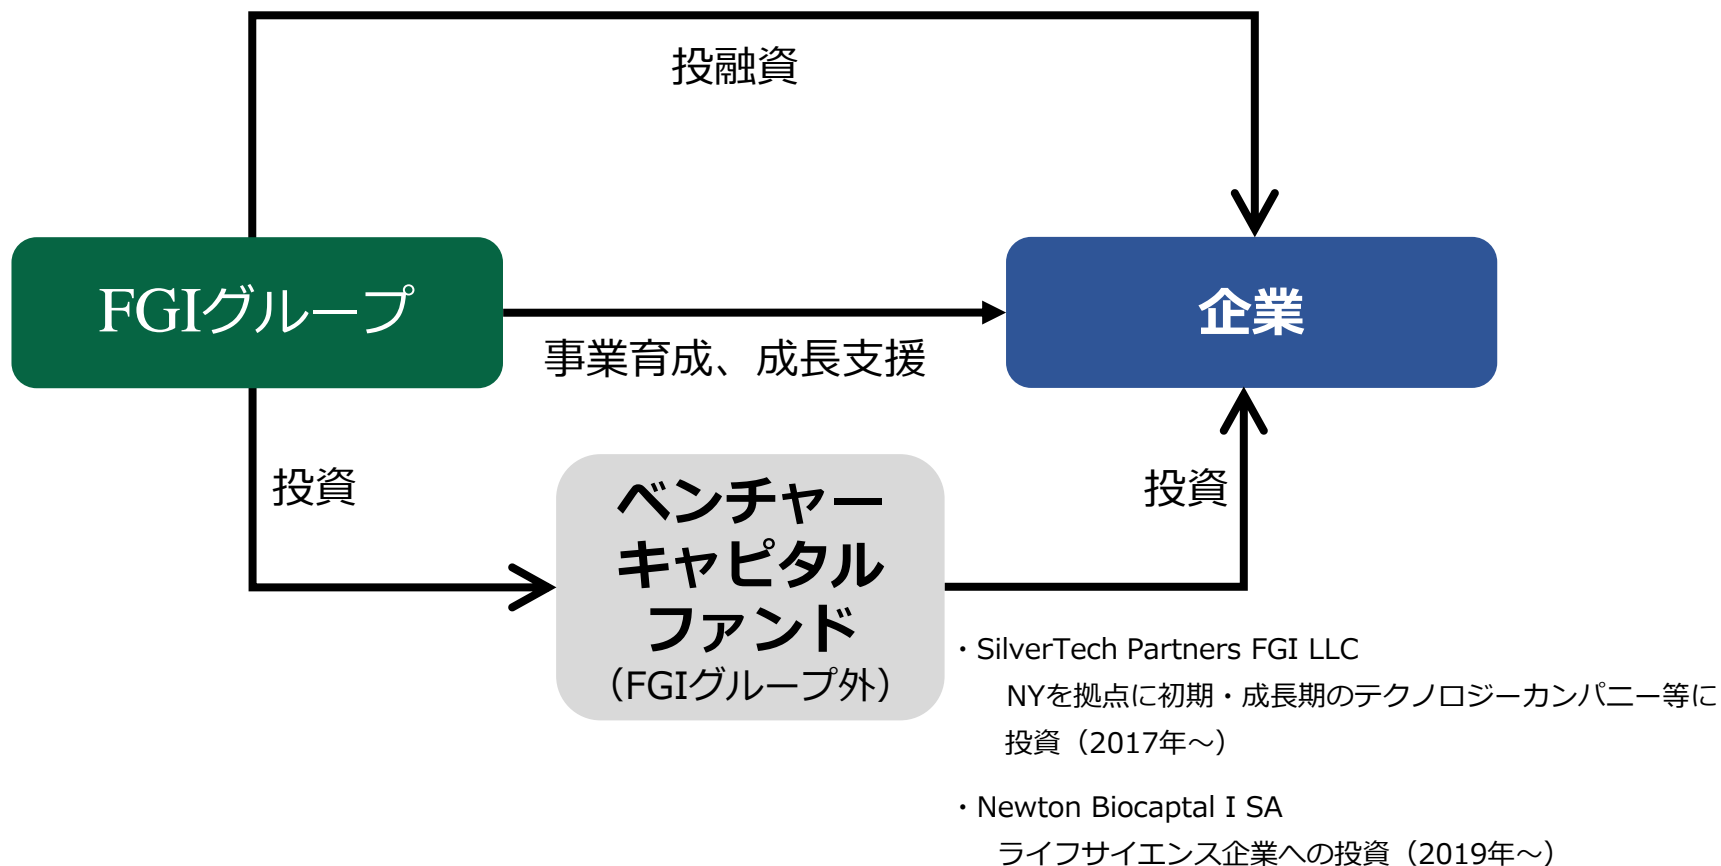 投融資
FGIグループ
企業
事業育成、成長支援
投資
ベンチャー
キャピタル
ファンド
（FGIグループ外）
投資
・SilverTech Partners FGI LLC
NYを拠点に初期・成長期のテクノロジーカンパニー等に
投資（2017年～）
・Newton Biocaptal I SA
ライフサイエンス企業への投資（2019年～）